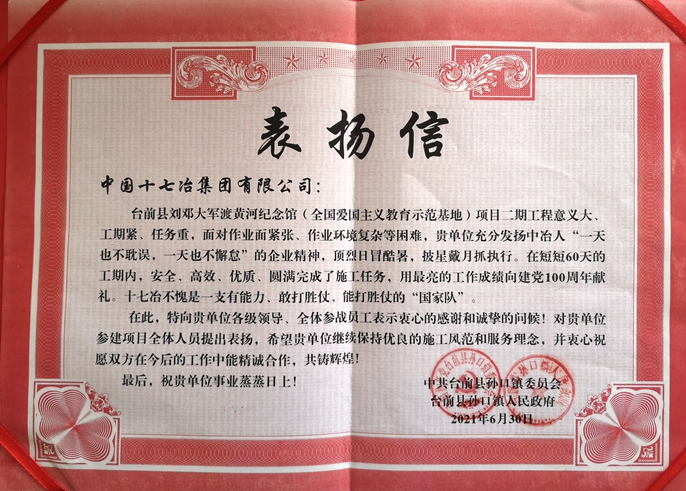 表扬信
中国十七冶集团有限公司：
台前县刘邓大军渡黄河纪念馆（全国爱国主义教育示范基地）项目二期工程意义大、
工期紧、任务重，面对作业面紧张、作业环境复杂等困难，贵单位充分发扬中冶人“一天
也不耽误，一天也不懈怠”的企业精神，顶烈日冒酷暑，披星戴月抓执行。在短短60天的
工期内，安全、高效、优质、圆满完成了施工任务，用最亮的工作成绩向建党100周年献
礼。十七冶不愧是一支有能力、敢打胜仗、能打胜仗的“国家队”。
在此，特向贵单位各级领导、全体参战员工表示衷心的感谢和诚挚的问候！对贵单位
参建项目全体人员提出表扬，希望贵单位继续保持优良的施工风范和服务理念，并衷心祝
愿双方在今后的工作中能精诚合作，共铸辉煌！
最后，祝贵单位事业蒸蒸日上！
中共台前县孙口镇委员会
台前县孙口镇人民政府
2021年6月30日